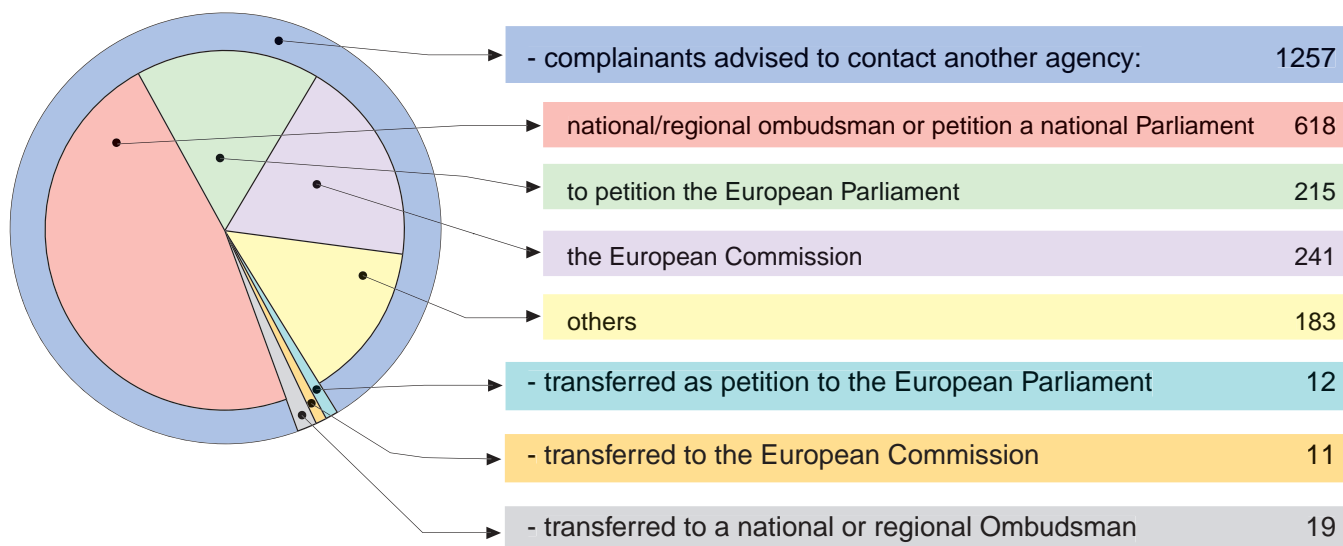 - complainants advised to contact another agency: 1257
national/regional ombudsman or petition a national Parliament 618
to petition the European Parliament 215
the European Commission 241
others 183
- transferred as petition to the European Parliament 12
- transferred to the European Commission 11
- transferred to a national or regional Ombudsman 19